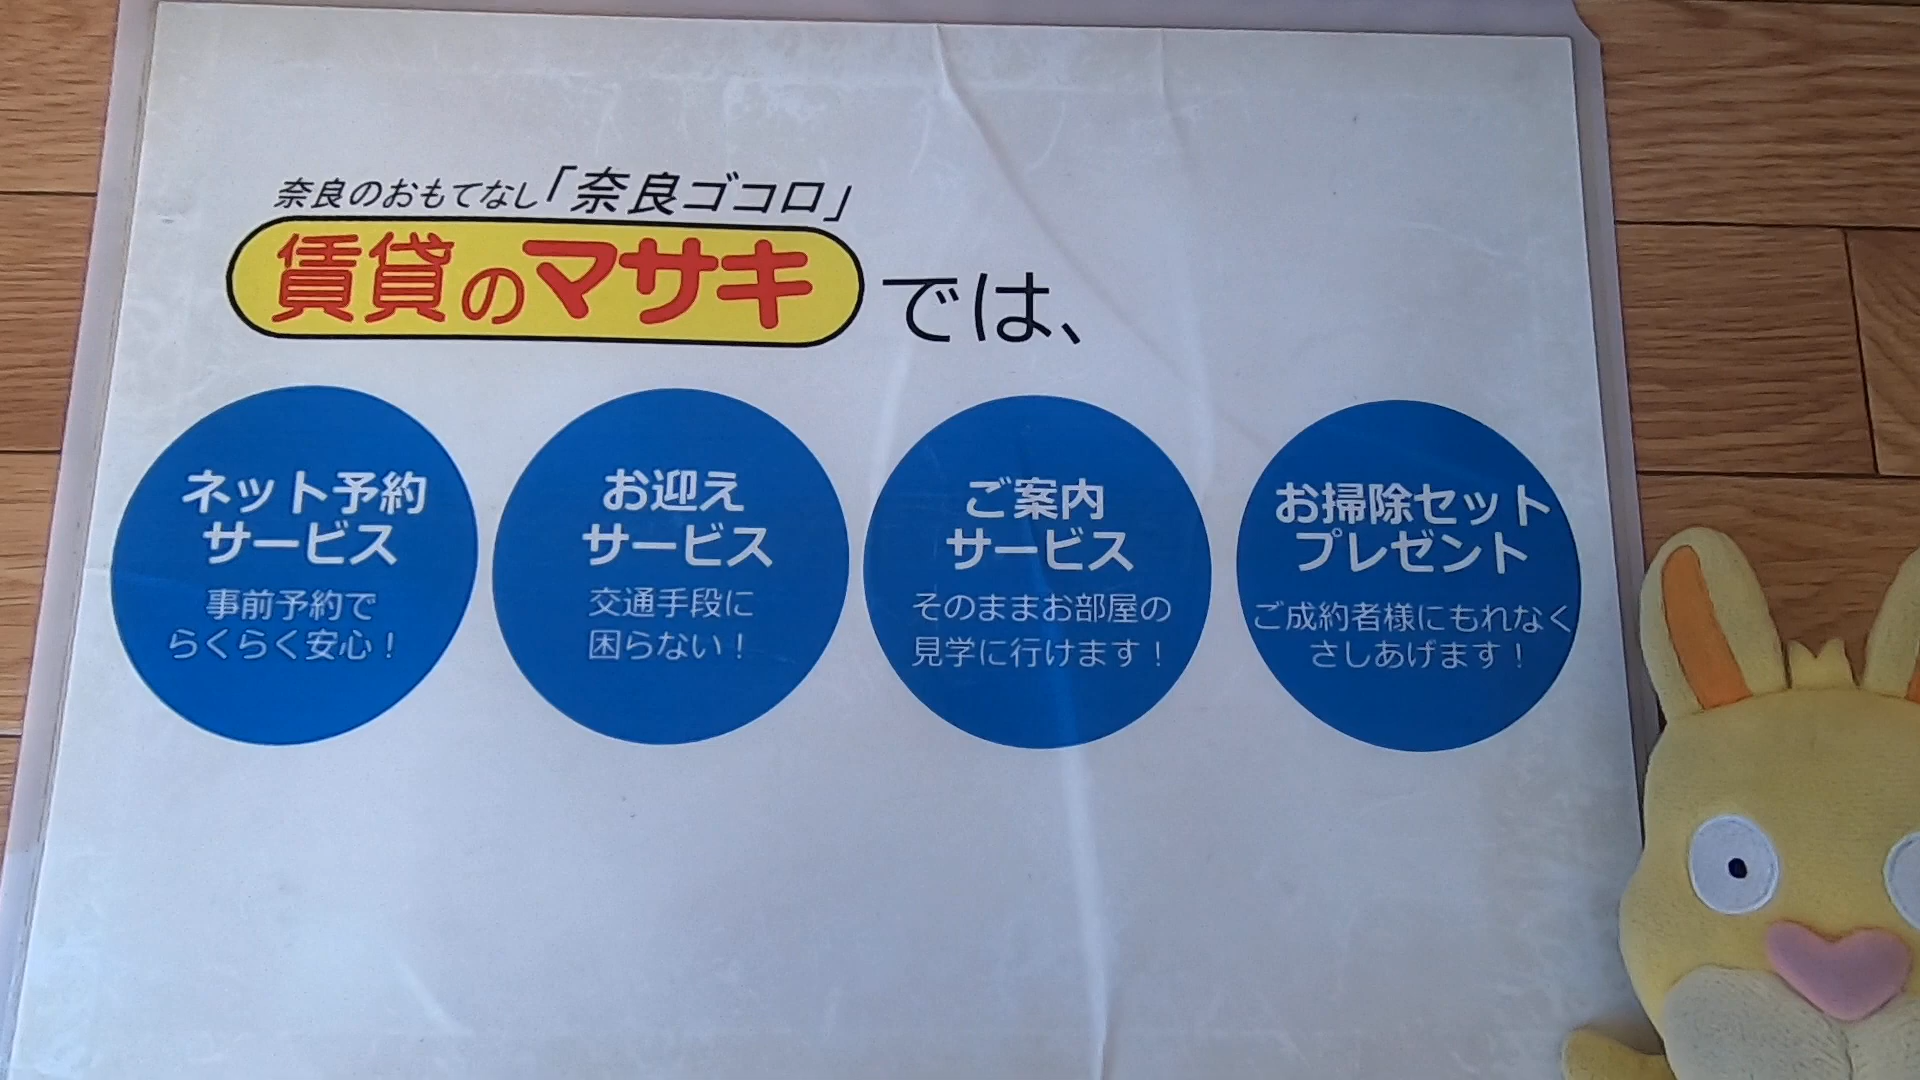 奈良のおもてなし「奈良ゴコロ」
賃貸のマサキでは、
ネット予約
サービス
事前予約で
らくらく安心！
お迎え
サービス
交通手段に
困らない！
ご案内
サービス
そのままお部屋の
見学に行けます！
お掃除セット
プレゼント
ご成約者様にもれなく
さしあげます！